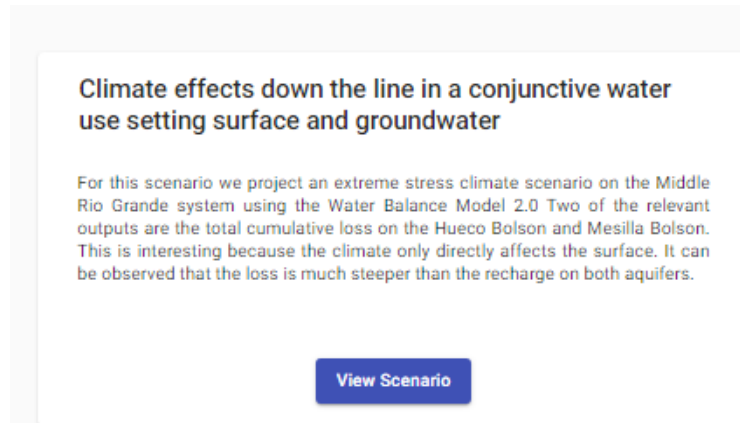 Climate effects down the line in a conjunctive water
use setting surface and groundwater
For this scenario we project an extreme stress climate scenario on the Middle
Rio Grande system using the Water Balance Model 2.0 Two of the relevant
outputs are the total cumulative loss on the Hueco Bolson and Mesilla Bolson.
This is interesting because the climate only directly affects the surface. It can
be observed that the loss is much steeper than the recharge on both aquifers.
View Scenario